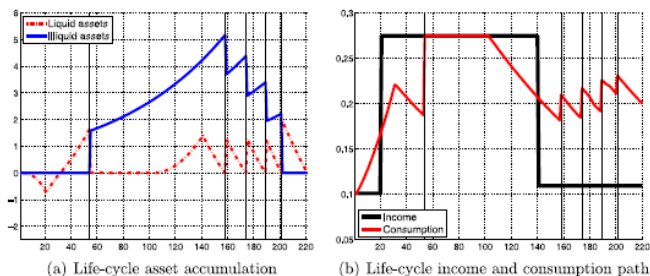 (a)
Liquid assets
Illiquid assets
6
5
4
3
2
1
0
-1
-2
20 40 60 80 100 120 140 160 180 200 220
(a) Life-cycle asset accumulation
(b)
0.3
0.25
0.2
0.15
0.1
0.05
Income
Consumption
20 40 60 80 100 120 140 160 180 200 220
(b) Life-cycle income and consumption path